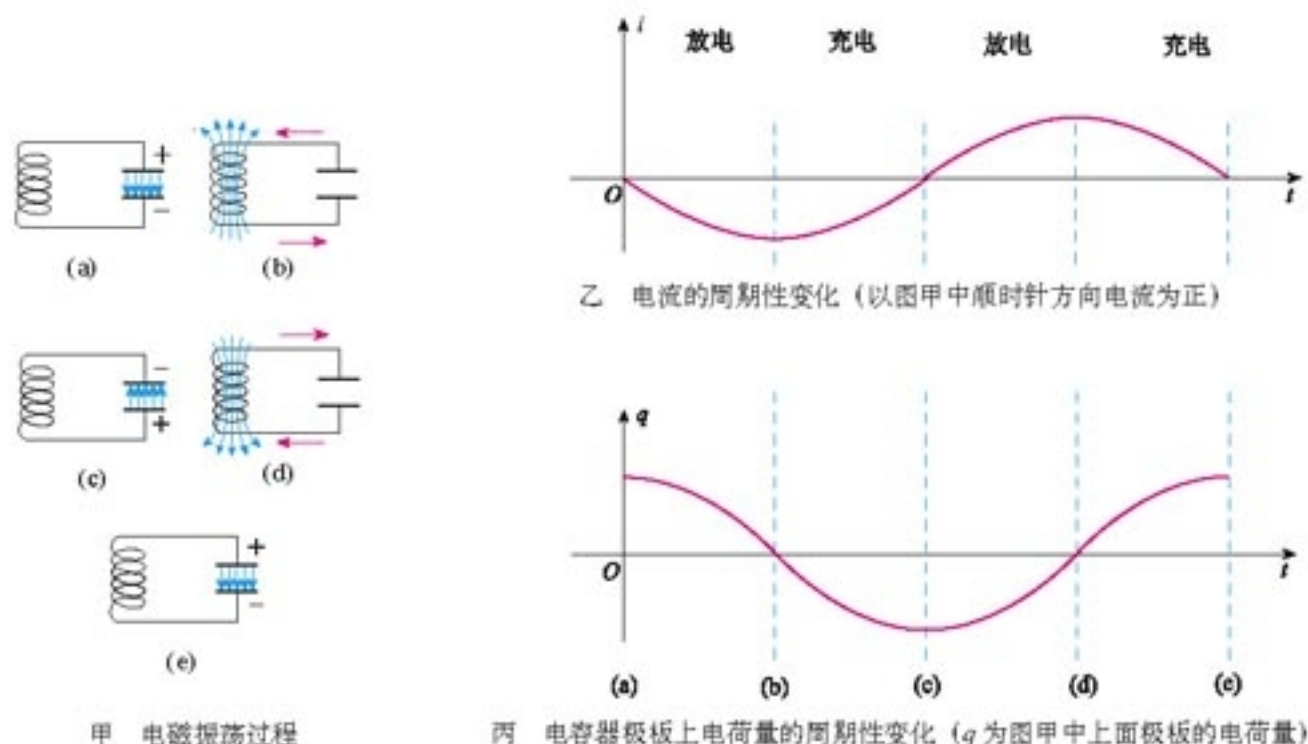 i
放电 充电 放电 充电
O
t
乙 电流的周期性变化 (以图甲中顺时针方向电流为正)
+
−
(a) (b)
−
+
(c) (d)
+
−
(e)
甲 电磁振荡过程
q
O
t
(a) (b) (c) (d) (e)
丙 电容器极板上电荷量的周期性变化 (q 为图甲中上面极板的电荷量)